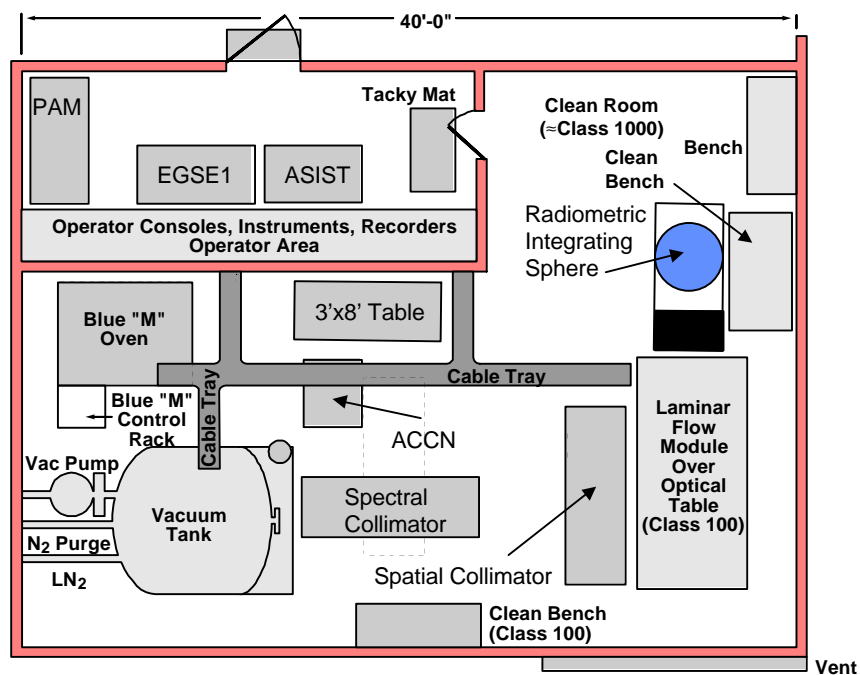 40'-0"
PAM
Tacky Mat
EGSE1
ASIST
Operator Consoles, Instruments, Recorders
Operator Area
Clean Room
(≈Class 1000)
Bench
Clean
Bench
Radiometric
Integrating
Sphere
Blue "M"
Oven
3'x8' Table
Cable Tray
Cable Tray
Blue "M"
Control
Rack
ACCN
Laminar
Flow
Module
Over
Optical
Table
(Class 100)
Vac Pump
Vacuum
Tank
Spectral
Collimator
N2 Purge
LN2
Spatial Collimator
Clean Bench
(Class 100)
Vent